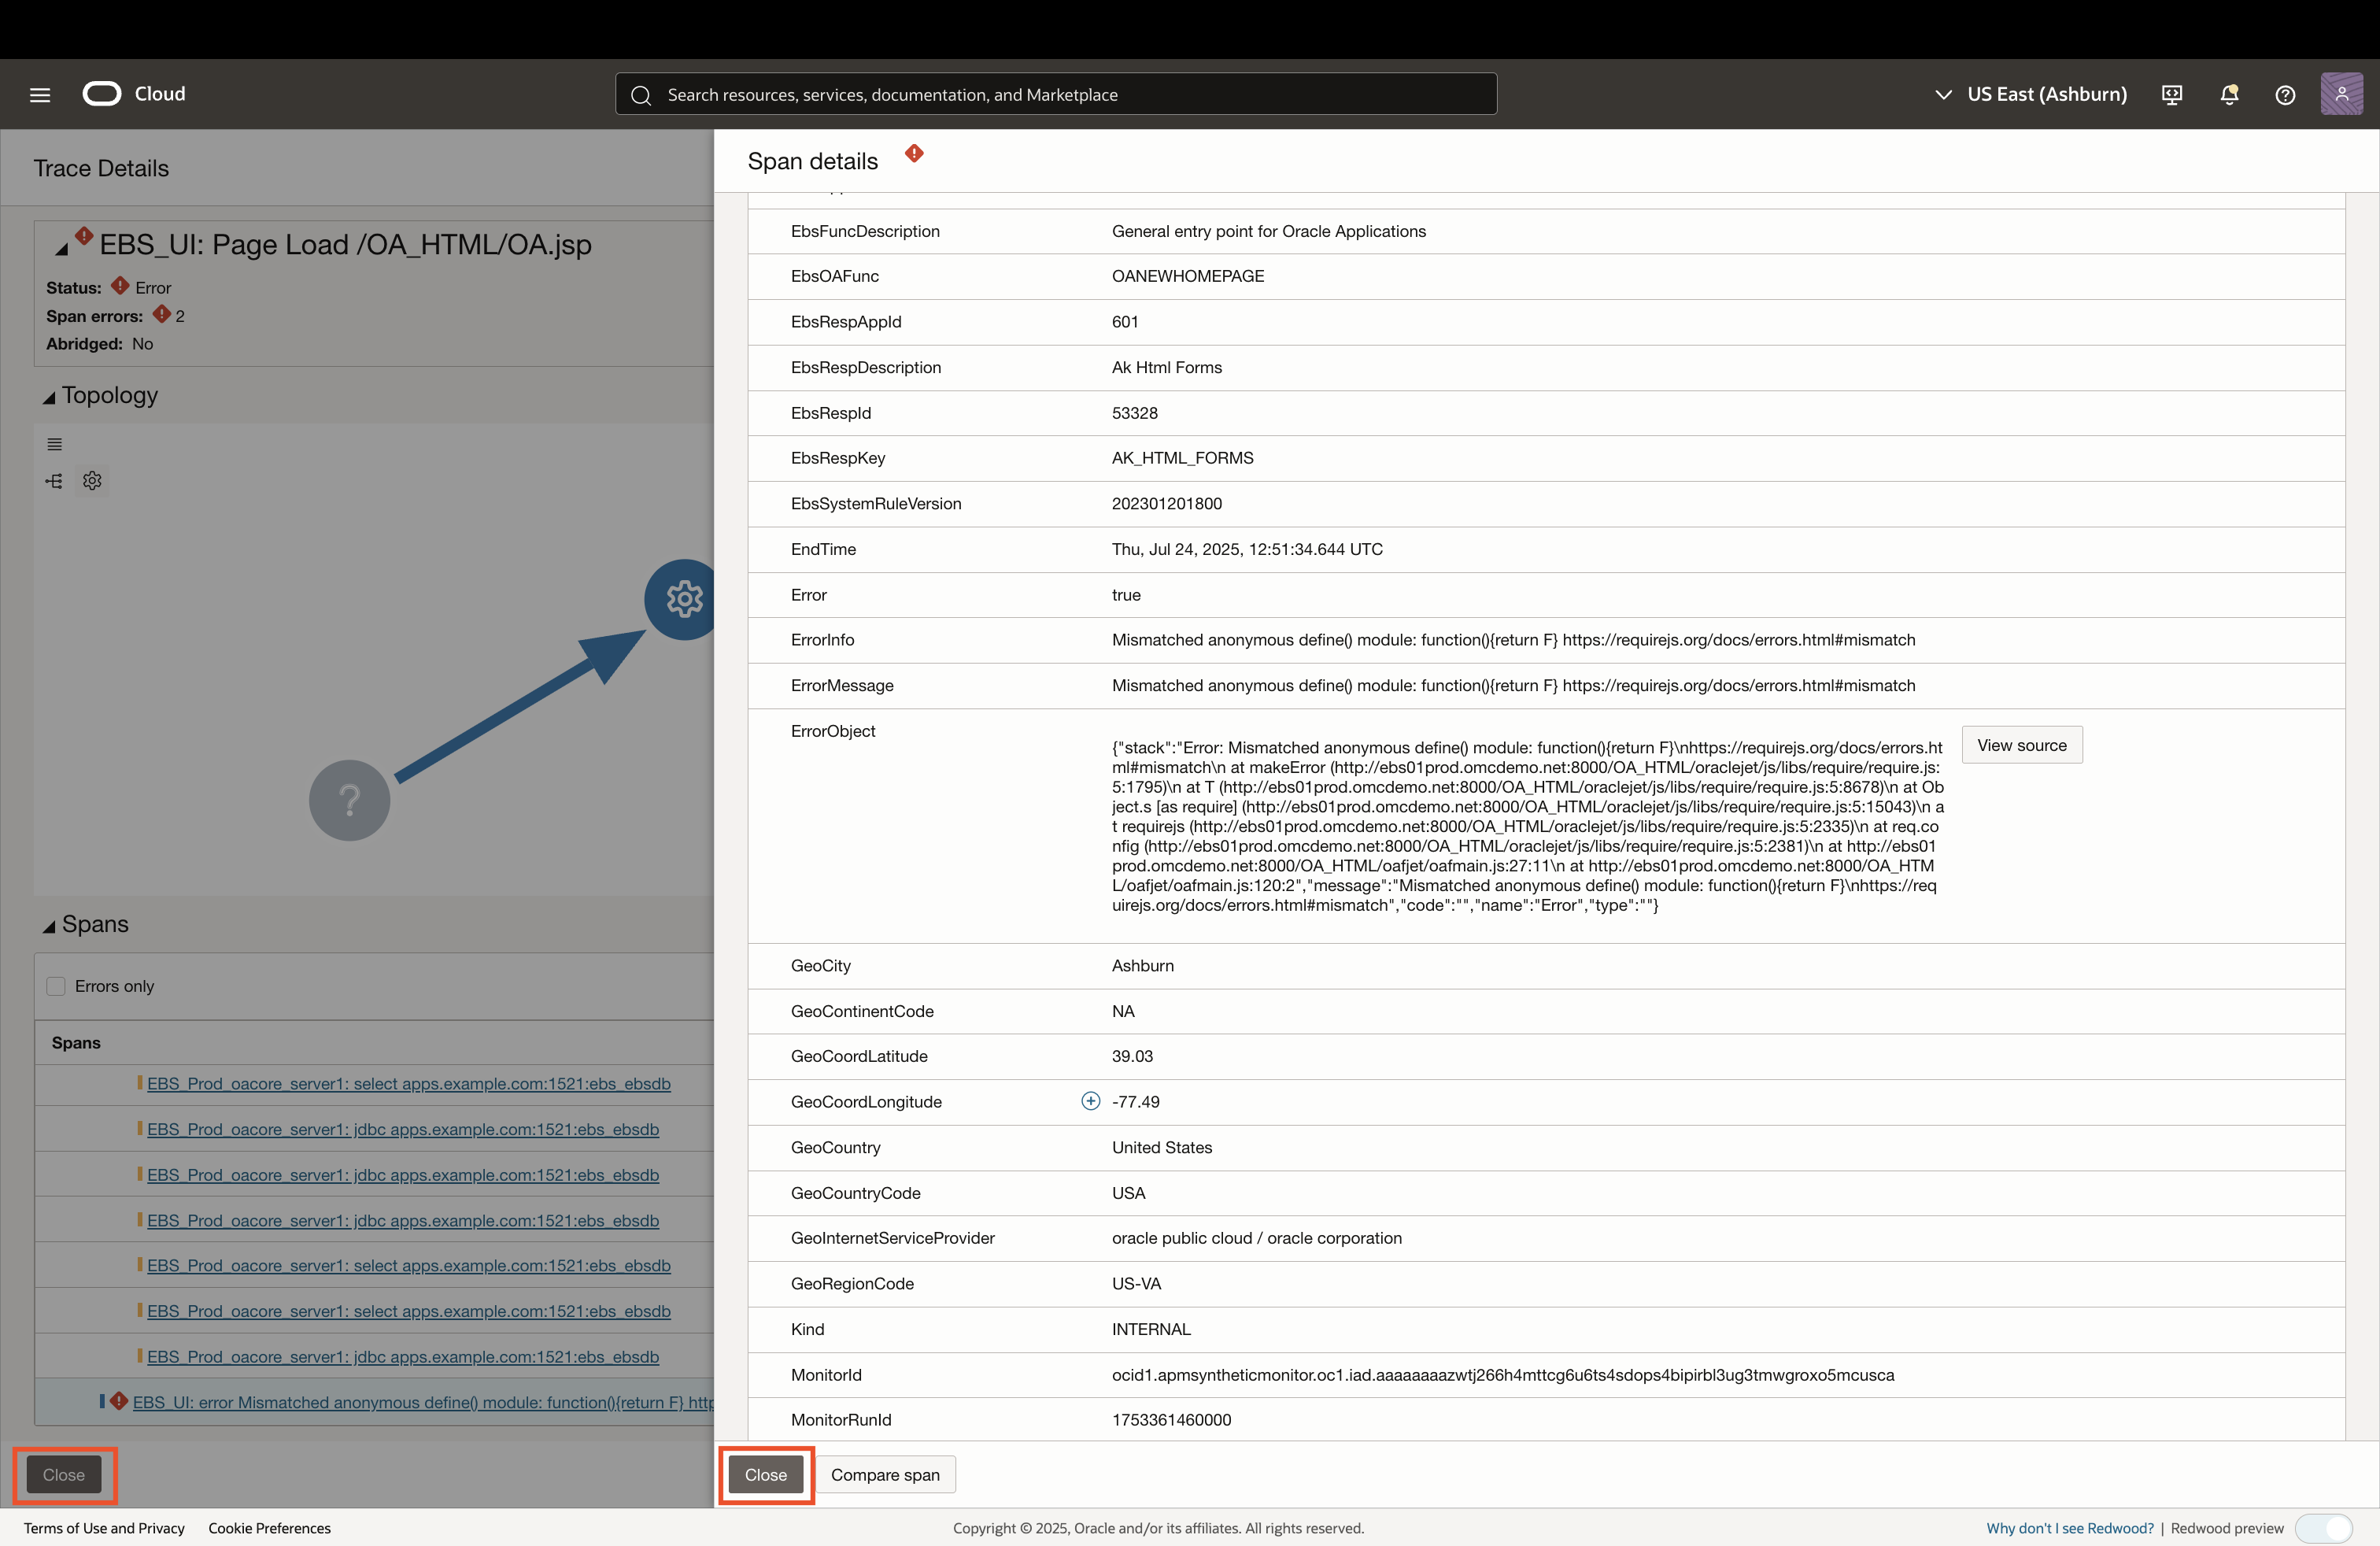 Cloud
Search resources, services, documentation, and Marketplace
US East (Ashburn)
Trace Details
EBS_UI: Page Load /OA_HTML/OA.jsp
Status: Error
Span errors: 2
Abridged: No
Topology
?
Spans
Errors only
Spans
EBS_Prod_oacore_server1: select apps.example.com:1521:ebs_ebsdb
EBS_Prod_oacore_server1: jdbc apps.example.com:1521:ebs_ebsdb
EBS_Prod_oacore_server1: jdbc apps.example.com:1521:ebs_ebsdb
EBS_Prod_oacore_server1: jdbc apps.example.com:1521:ebs_ebsdb
EBS_Prod_oacore_server1: select apps.example.com:1521:ebs_ebsdb
EBS_Prod_oacore_server1: select apps.example.com:1521:ebs_ebsdb
EBS_Prod_oacore_server1: jdbc apps.example.com:1521:ebs_ebsdb
EBS_UI: error Mismatched anonymous define() module: function(){return F} http
Close
Span details
EbsFuncDescription General entry point for Oracle Applications
EbsOAFunc OANEWHOMEPAGE
EbsRespAppId 601
EbsRespDescription Ak Html Forms
EbsRespId 53328
EbsRespKey AK_HTML_FORMS
EbsSystemRuleVersion 202301201800
EndTime Thu, Jul 24, 2025, 12:51:34.644 UTC
Error true
ErrorInfo Mismatched anonymous define() module: function(){return F} https://requirejs.org/docs/errors.html#mismatch
ErrorMessage Mismatched anonymous define() module: function(){return F} https://requirejs.org/docs/errors.html#mismatch
ErrorObject
{"stack":"Error: Mismatched anonymous define() module: function(){return F}\nhttps://requirejs.org/docs/errors.ht
ml#mismatch\n at makeError (http://ebs01prod.omcdemo.net:8000/OA_HTML/oraclejet/js/libs/require/require.js:
5:1795)\n at T (http://ebs01prod.omcdemo.net:8000/OA_HTML/oraclejet/js/libs/require/require.js:5:8678)\n at Ob
ject.s [as require] (http://ebs01prod.omcdemo.net:8000/OA_HTML/oraclejet/js/libs/require/require.js:5:15043)\n a
t requirejs (http://ebs01prod.omcdemo.net:8000/OA_HTML/oraclejet/js/libs/require/require.js:5:2335)\n at req.co
nfig (http://ebs01prod.omcdemo.net:8000/OA_HTML/oraclejet/js/libs/require/require.js:5:2381)\n at http://ebs01
prod.omcdemo.net:8000/OA_HTML/oafjet/oafmain.js:27:11\n at http://ebs01prod.omcdemo.net:8000/OA_HTM
L/oafjet/oafmain.js:120:2","message":"Mismatched anonymous define() module: function(){return F}\nhttps://req
uirejs.org/docs/errors.html#mismatch","code":"","name":"Error","type":""}
View source
GeoCity Ashburn
GeoContinentCode NA
GeoCoordLatitude 39.03
GeoCoordLongitude -77.49
GeoCountry United States
GeoCountryCode USA
GeoInternetServiceProvider oracle public cloud / oracle corporation
GeoRegionCode US-VA
Kind INTERNAL
MonitorId ocid1.apmsyntheticmonitor.oc1.iad.aaaaaaaazwtj266h4mttcg6u6ts4sdops4bipirbl3ug3tmwgroxo5mcusca
MonitorRunId 1753361460000
Close
Compare span
Terms of Use and Privacy Cookie Preferences
Copyright © 2025, Oracle and/or its affiliates. All rights reserved.
Why don't I see Redwood? | Redwood preview